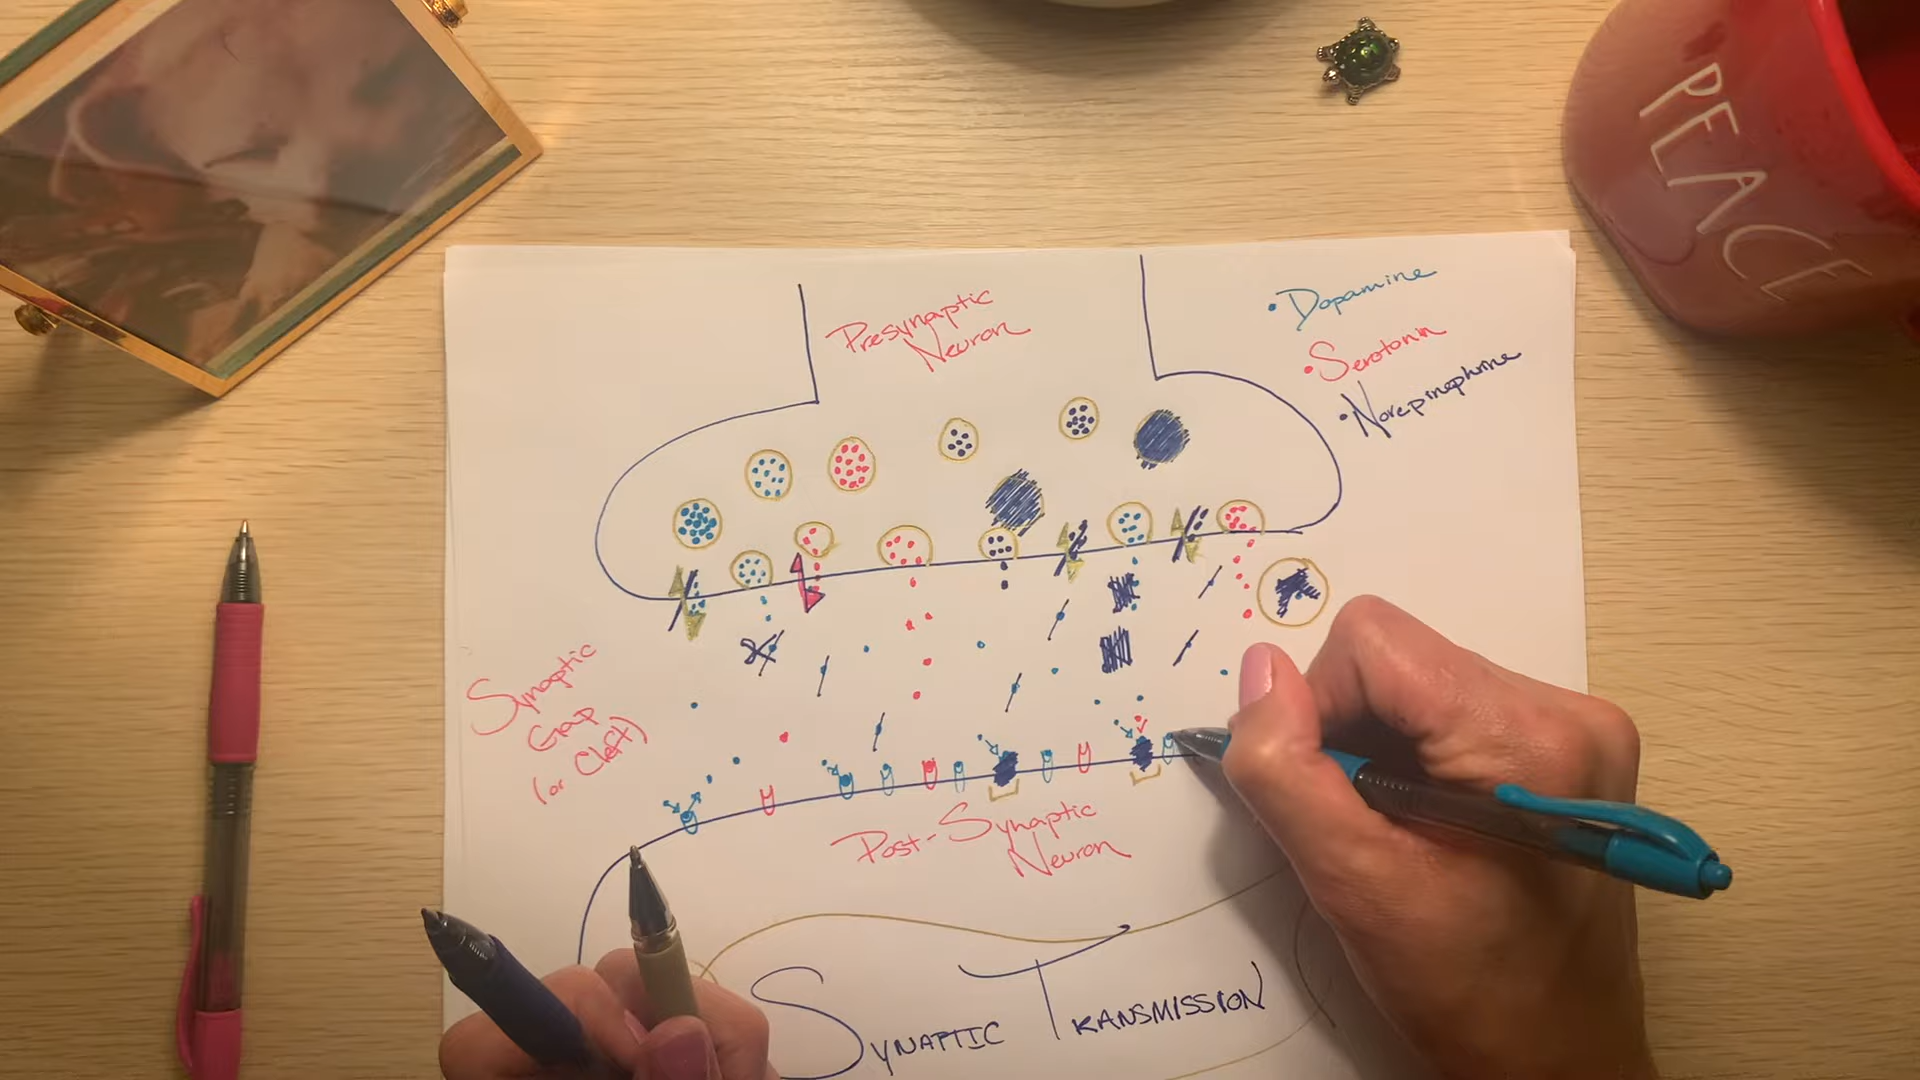 PEACE
Presynaptic
Neuron
• Dopamine
• Serotonin
• Norepinephrine
Synaptic
Gap
(or Cleft)
Post-Synaptic
Neuron
SYNAPTIC TRANSMISSION